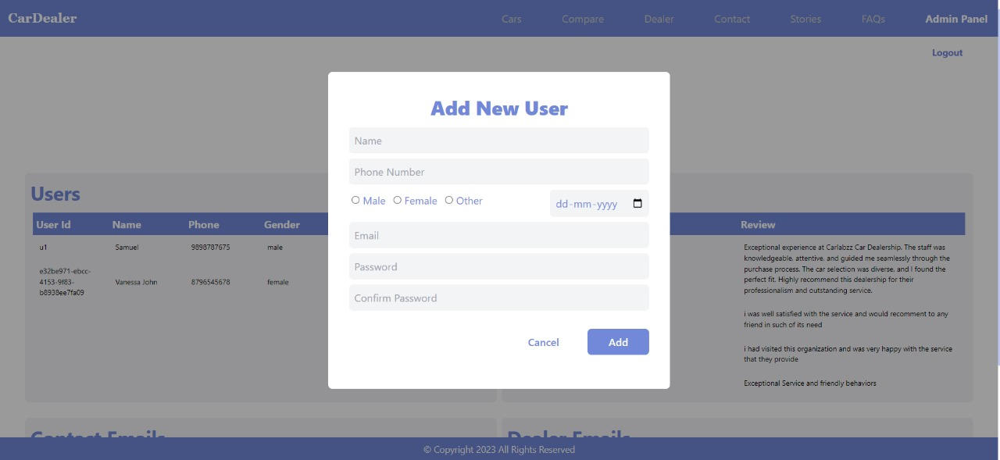 CarDealer
Cars Compare Dealer Contact Stories FAQs Admin Panel
Logout
Add New User
Name
Phone Number
Male Female Other dd-mm-yyyy
Email
Password
Confirm Password
Cancel Add
Users
User Id Name Phone Gender
u1 Samuel 9898787675 male
e32be971-ebcc-
4153-9f83-
b8938ee7fa09
Vanessa John 8796545678 female
Review
Exceptional experience at Carlabzz Car Dealership. The staff was
knowledgeable, attentive, and guided me seamlessly through the
purchase process. The car selection was diverse, and I found the
perfect fit. Highly recommend this dealership for their
professionalism and outstanding service.
i was well satisfied with the service and would recomment to any
friend in such of its need
i had visited this organization and was very happy with the service
that they provide
Exceptional Service and friendly behaviors
Contact Emails
Dealer Emails
© Copyright 2023 All Rights Reserved